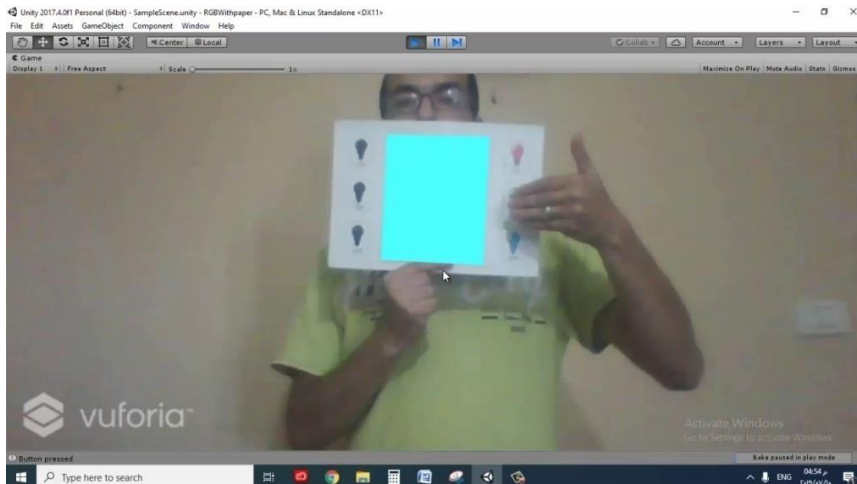 Unity 2017.4.0f1 Personal (64bit) - SampleScene.unity - RGBWithpaper - PC, Mac & Linux Standalone <DX11>
File Edit Assets GameObject Component Window Help
Center Local Collab Account Layers Layout
Game
Display 1 Free Aspect Scale 1x Maximize On Play Mute Audio Stats Gizmos
vuforia
Activate Windows
Go to Settings to activate Windows.
Button pressed
Bake paused in play mode
Type here to search
ENG
04:54 م